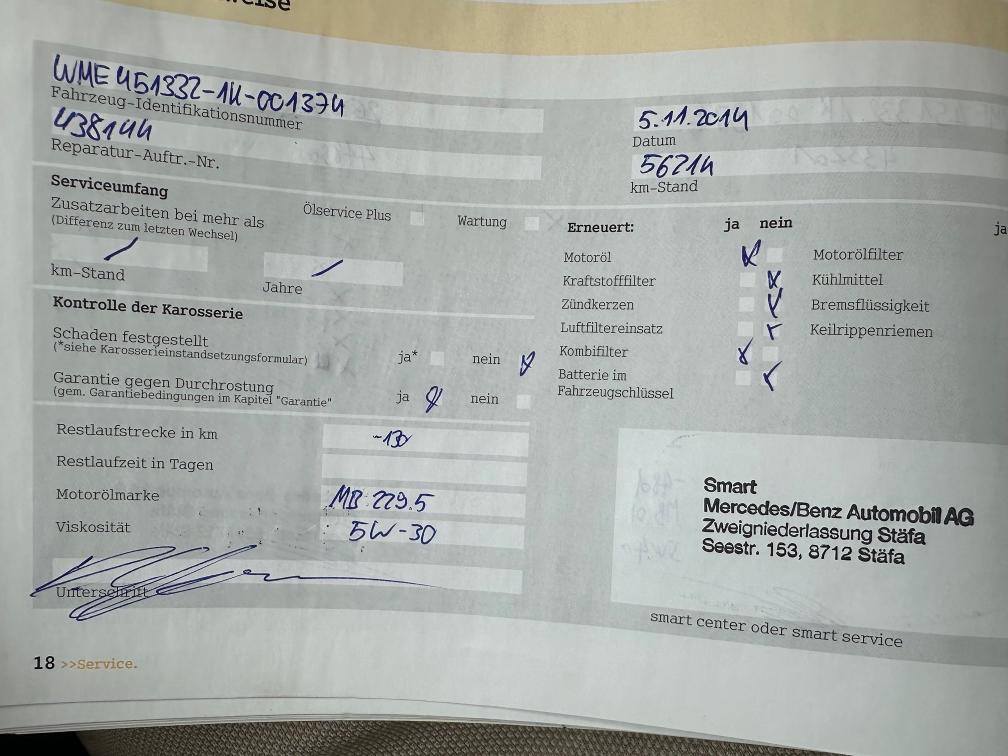 WME451332-1K-001374
Fahrzeug-Identifikationsnummer
438144
Reparatur-Auftr.-Nr.
5.11.2014
Datum
56214
km-Stand
Serviceumfang
Zusatzarbeiten bei mehr als
(Differenz zum letzten Wechsel)
Ölservice Plus
Wartung
km-Stand
Jahre
Kontrolle der Karosserie
Schaden festgestellt
(*siehe Karosserieinstandsetzungsformular)
ja*
nein
Garantie gegen Durchrostung
(gem. Garantiebedingungen im Kapitel "Garantie"
ja
nein
Restlaufstrecke in km
-130
Restlaufzeit in Tagen
Motorölmarke
MB 229.5
Viskosität
5W-30
Unterschrift
Erneuert:
ja nein
ja
Motoröl
Motorölfilter
Kraftstofffilter
Kühlmittel
Zündkerzen
Bremsflüssigkeit
Luftfiltereinsatz
Keilrippenriemen
Kombifilter
Batterie im
Fahrzeugschlüssel
Smart
Mercedes/Benz Automobil AG
Zweigniederlassung Stäfa
Seestr. 153, 8712 Stäfa
smart center oder smart service
18 >>Service.